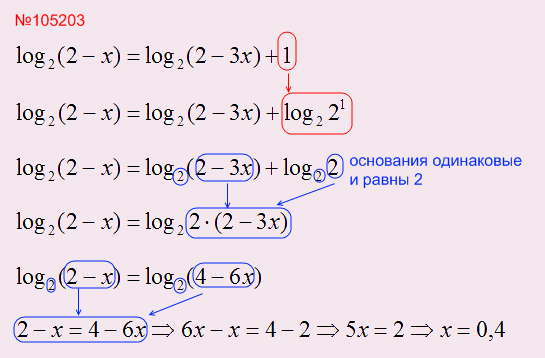 №105203
log₂(2 − x) = log₂(2 − 3x) + 1
log₂(2 − x) = log₂(2 − 3x) + log₂ 2¹
log₂(2 − x) = log₂(2 − 3x) + log₂ 2 основания одинаковые
и равны 2
log₂(2 − x) = log₂ 2 · (2 − 3x)
log₂(2 − x) = log₂(4 − 6x)
2 − x = 4 − 6x ⇒ 6x − x = 4 − 2 ⇒ 5x = 2 ⇒ x = 0,4